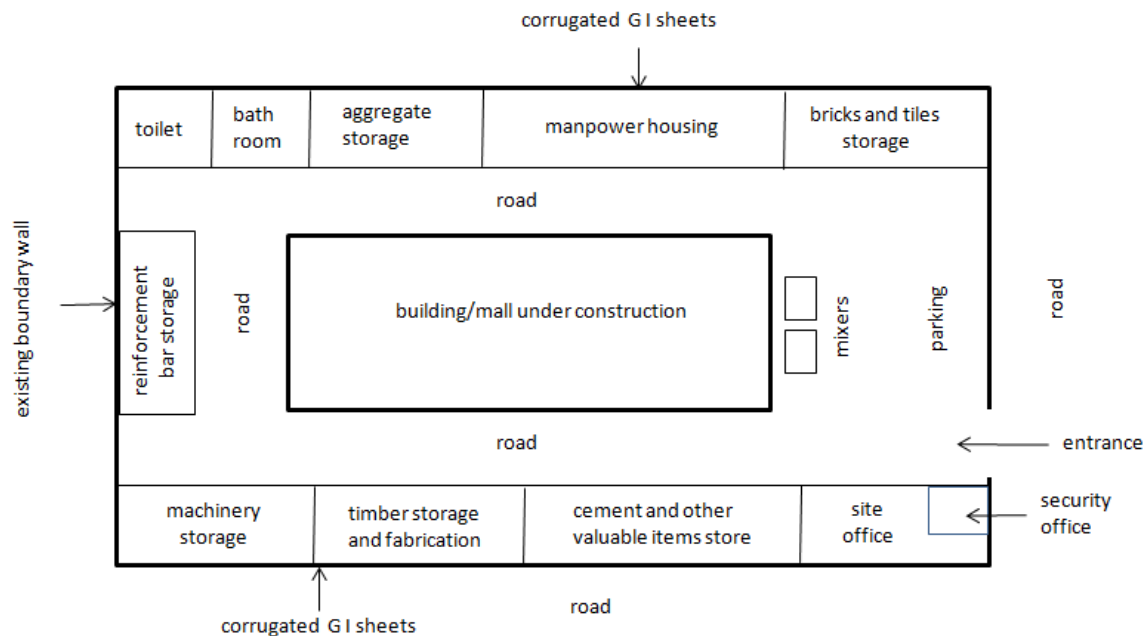 corrugated G I sheets
toilet
bath
room
aggregate
storage
manpower housing
bricks and tiles
storage
road
existing boundary wall
reinforcement
bar storage
road
building/mall under construction
mixers
parking
road
road
entrance
machinery
storage
timber storage
and fabrication
cement and other
valuable items store
site
office
security
office
road
corrugated G I sheets